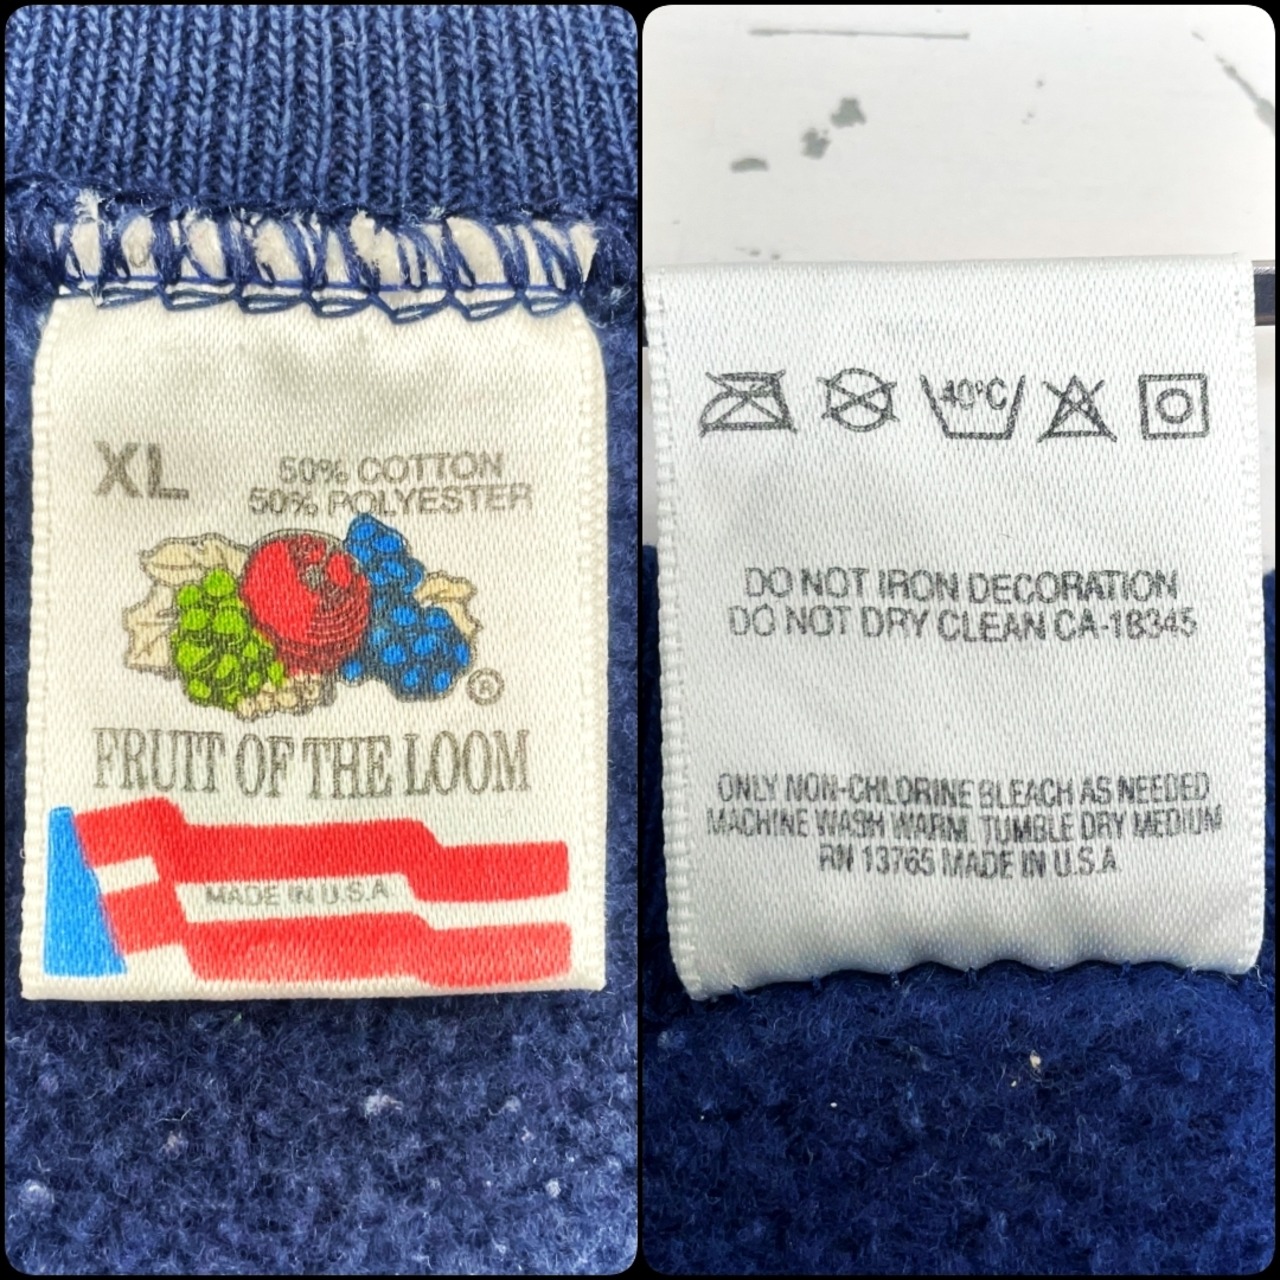 XL
50% COTTON
50% POLYESTER
®
FRUIT OF THE LOOM
MADE IN U.S.A.
40°C
DO NOT IRON DECORATION
DO NOT DRY CLEAN CA-18345
ONLY NON-CHLORINE BLEACH AS NEEDED
MACHINE WASH WARM. TUMBLE DRY MEDIUM
RN 13765 MADE IN U.S.A